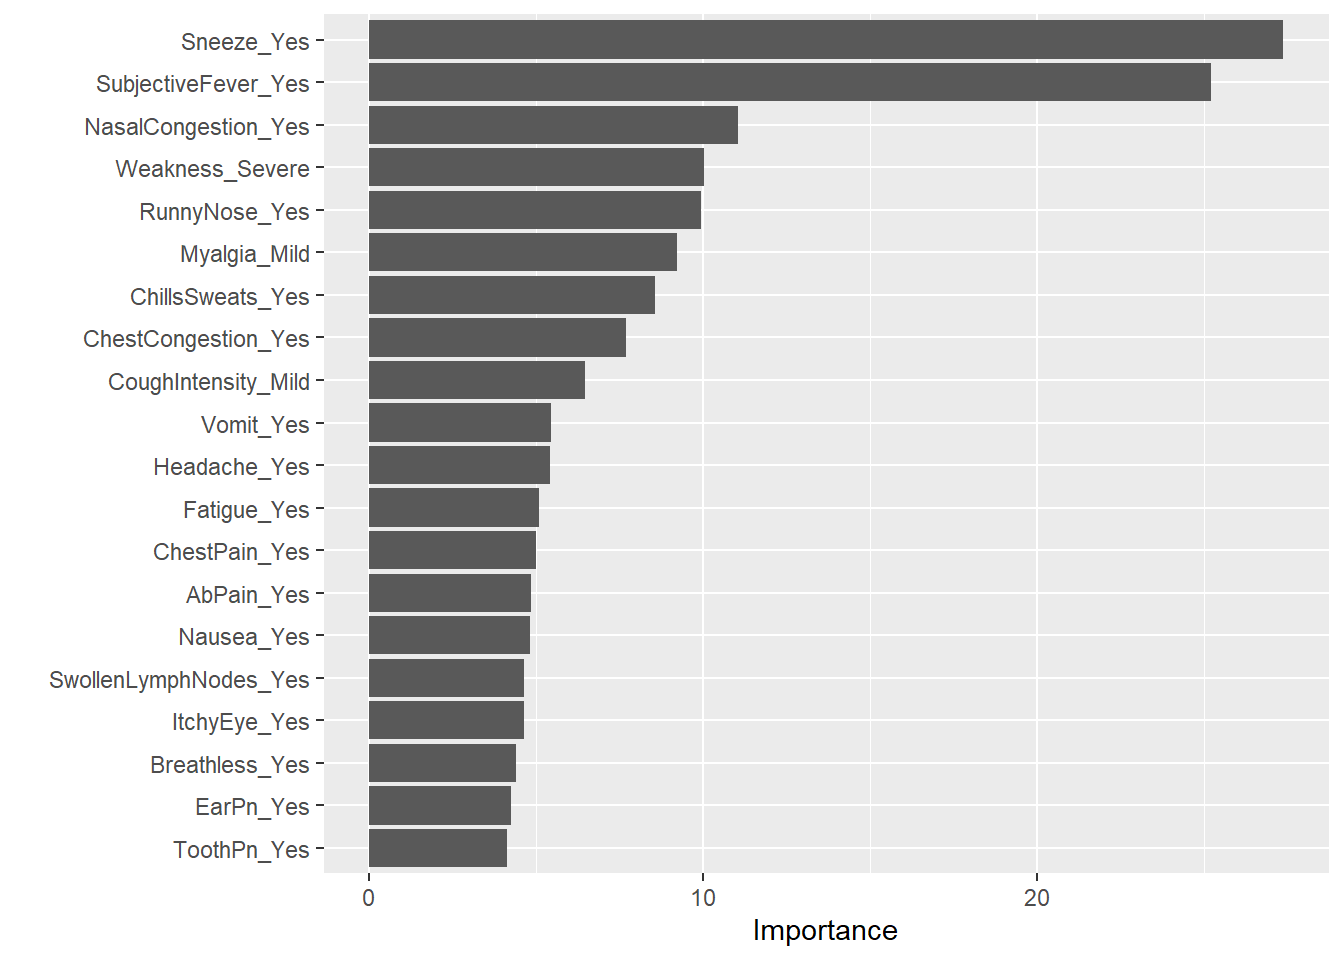 Sneeze_Yes
SubjectiveFever_Yes
NasalCongestion_Yes
Weakness_Severe
RunnyNose_Yes
Myalgia_Mild
ChillsSweats_Yes
ChestCongestion_Yes
CoughIntensity_Mild
Vomit_Yes
Headache_Yes
Fatigue_Yes
ChestPain_Yes
AbPain_Yes
Nausea_Yes
SwollenLymphNodes_Yes
ItchyEye_Yes
Breathless_Yes
EarPn_Yes
ToothPn_Yes
0 10 20
Importance